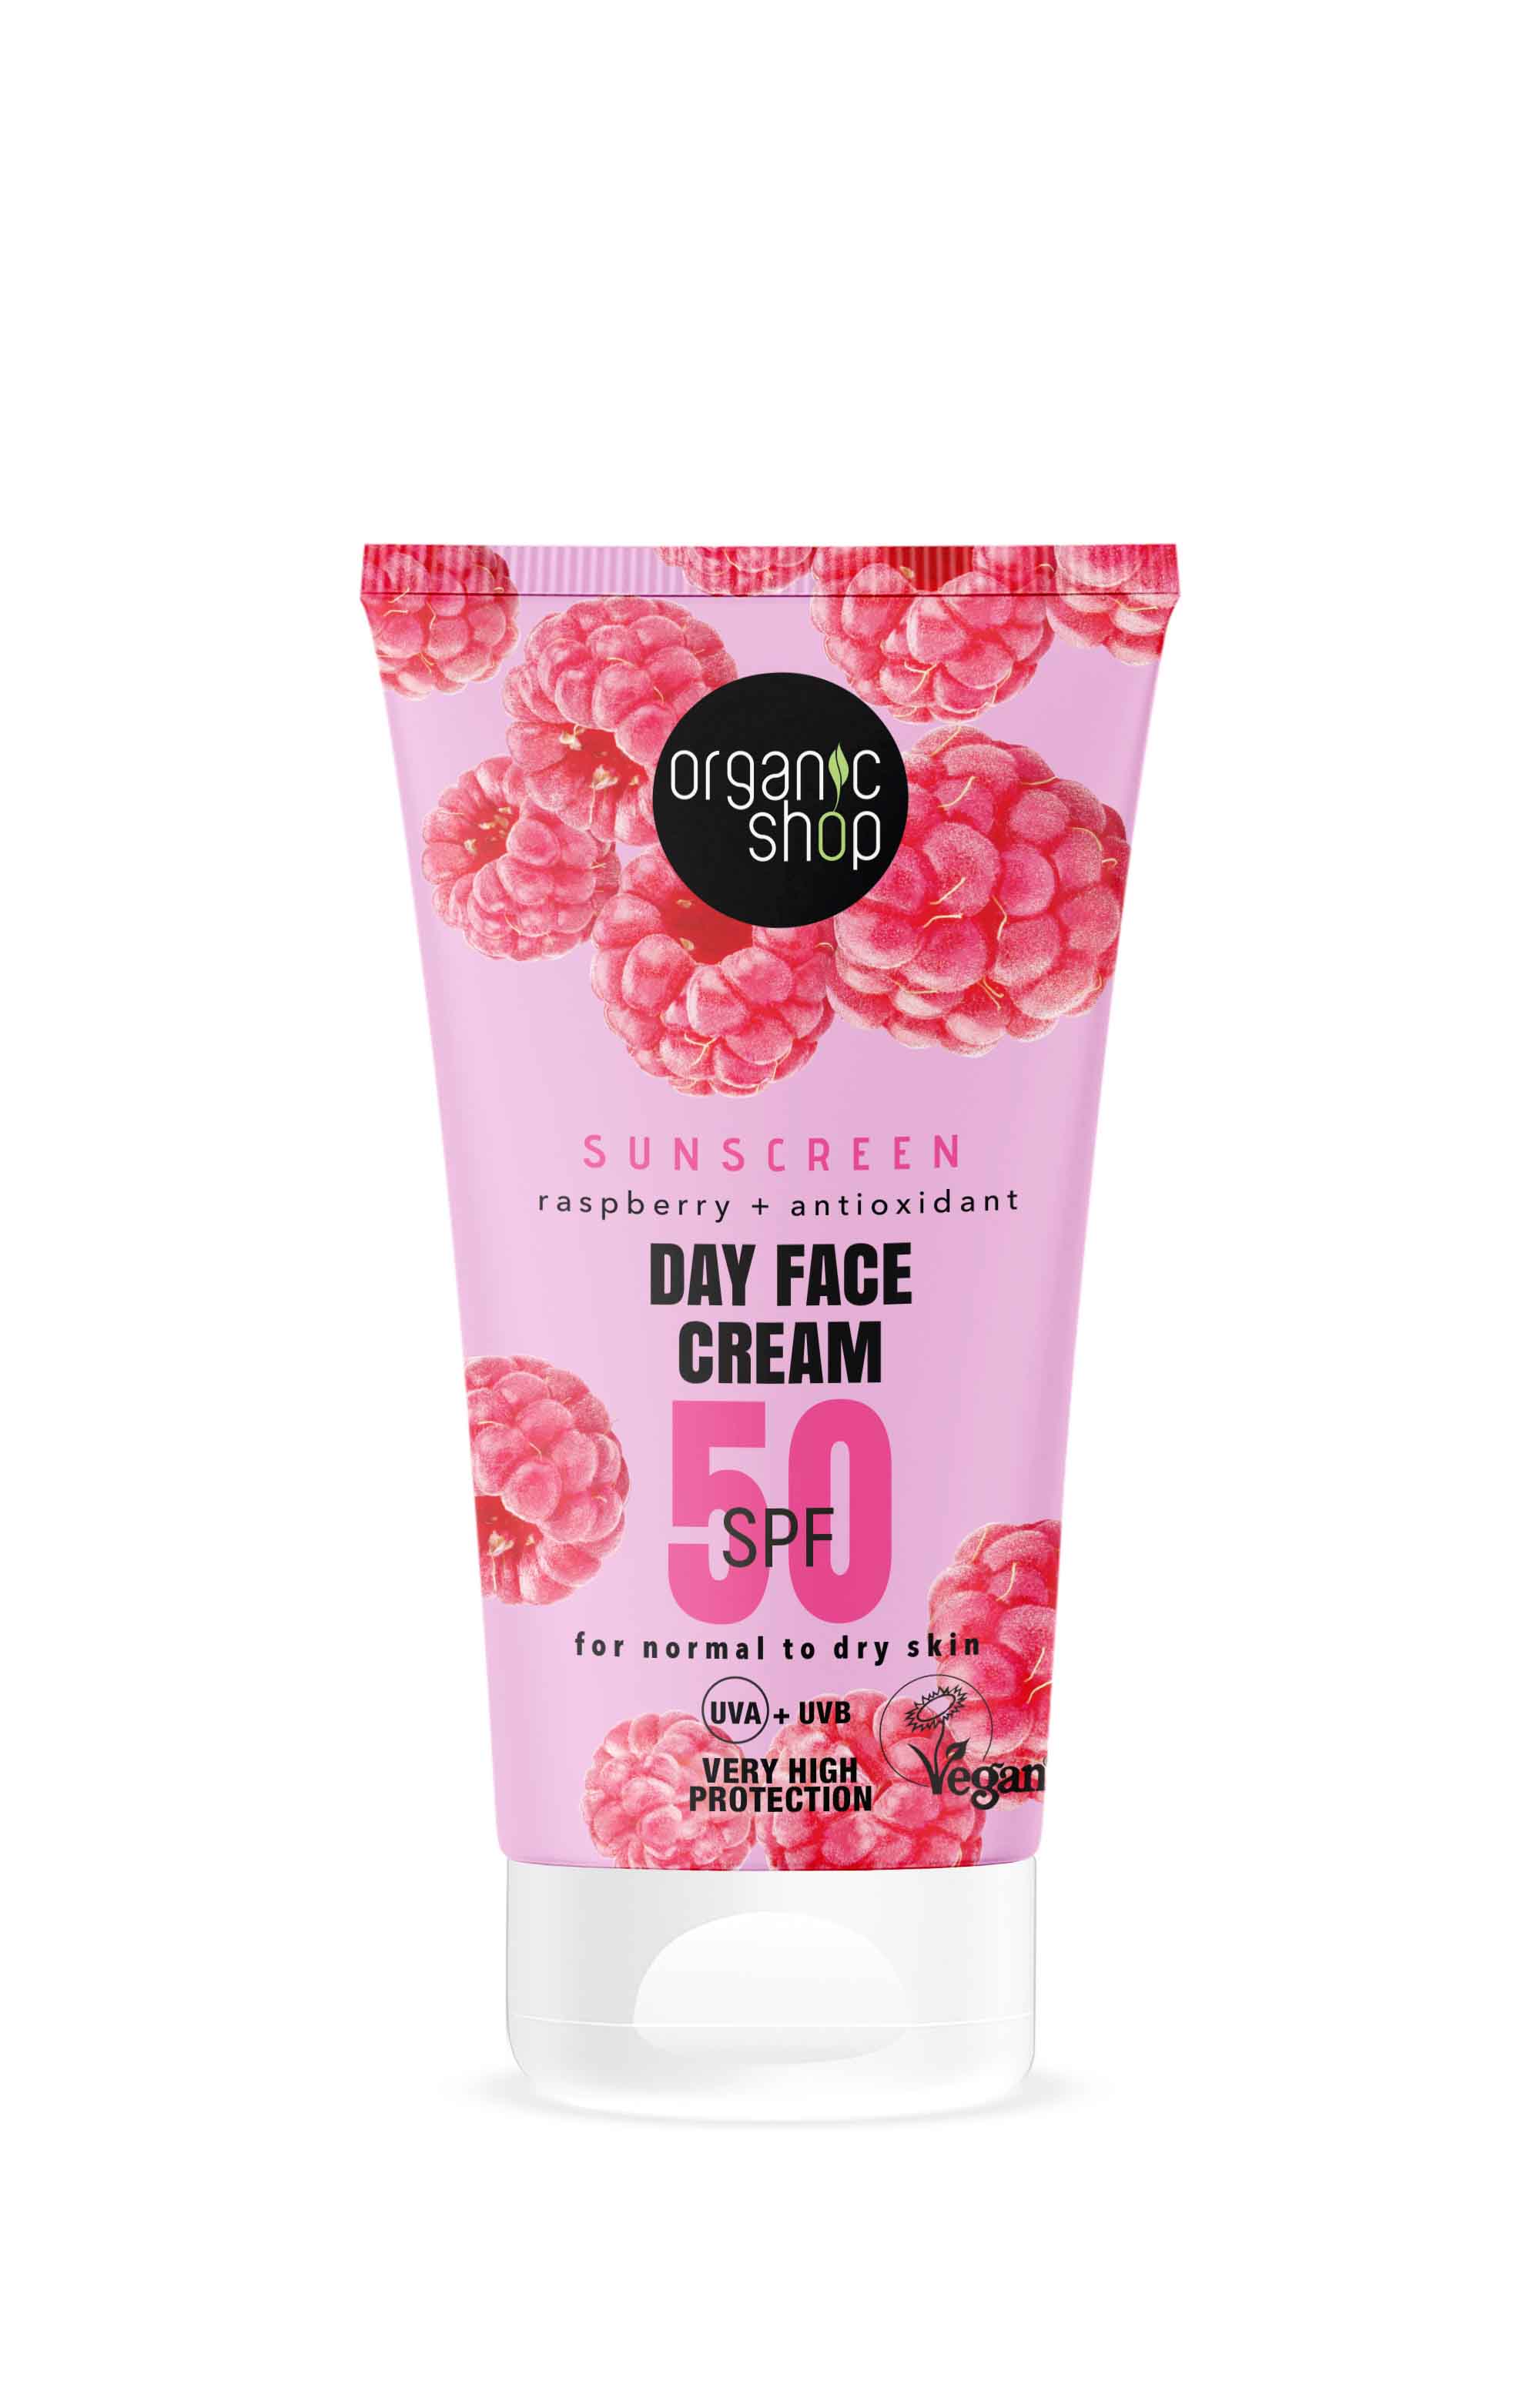 organic
shop
SUNSCREEN
raspberry + antioxidant
DAY FACE
CREAM
50
SPF
for normal to dry skin
UVA + UVB
VERY HIGH
PROTECTION
Vegan